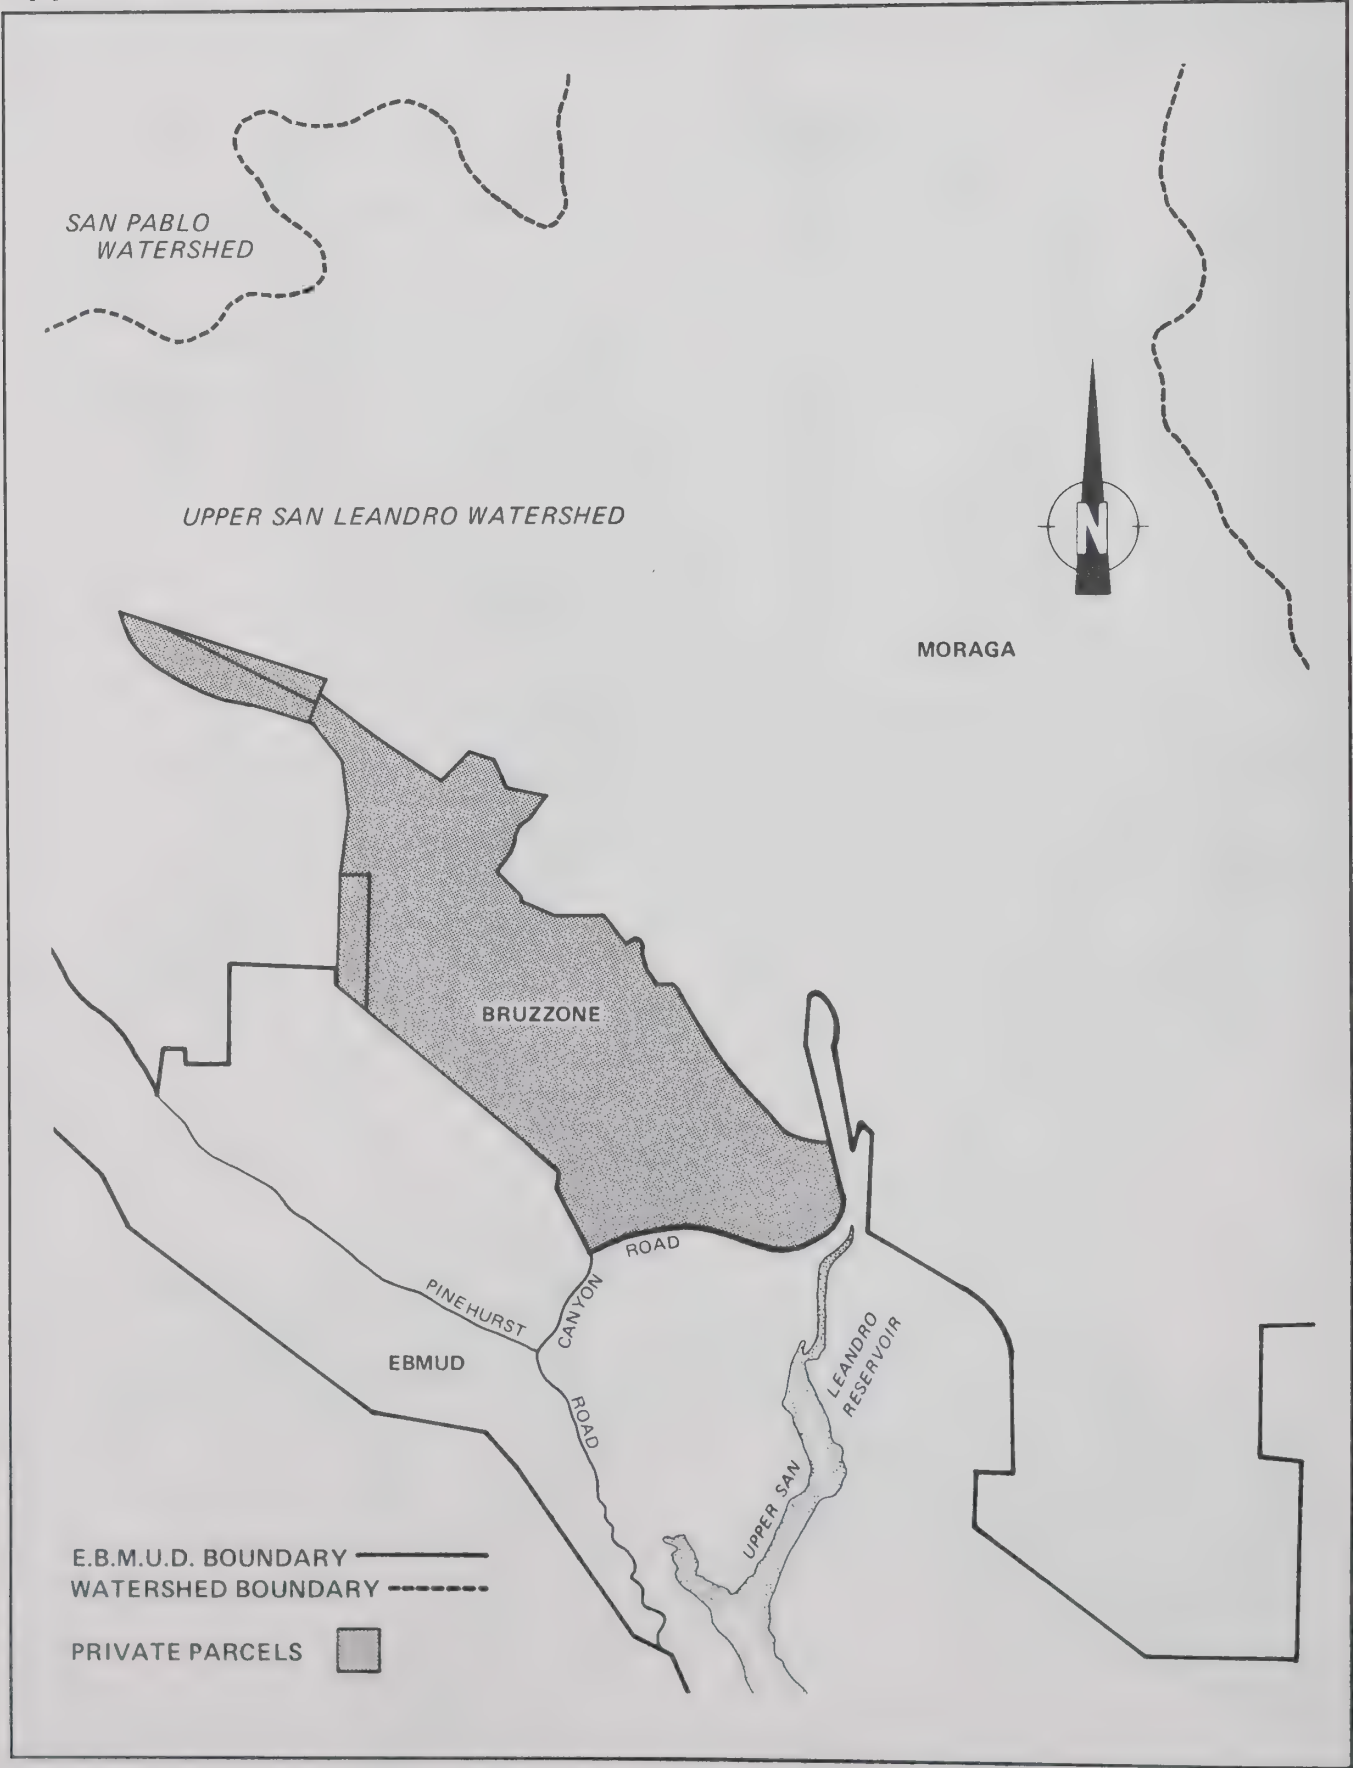 SAN PABLO
WATERSHED
UPPER SAN LEANDRO WATERSHED
N
MORAGA
BRUZZONE
ROAD
CANYON
PINEHURST
EBMUD
ROAD
LEANDRO
RESERVOIR
UPPER SAN
E.B.M.U.D. BOUNDARY
WATERSHED BOUNDARY
PRIVATE PARCELS